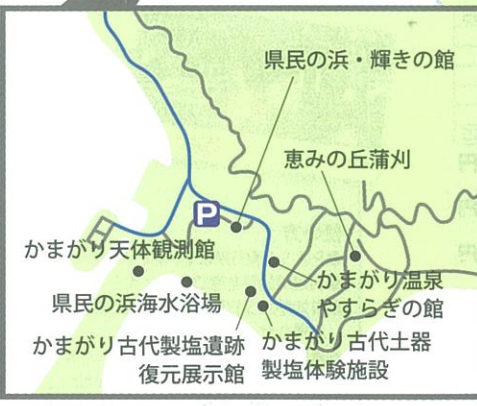 県民の浜・輝きの館
恵みの丘蒲刈
P
かまがり天体観測館
かまがり温泉
やすらぎの館
県民の浜海水浴場
かまがり古代製塩遺跡
復元展示館
かまがり古代土器
製塩体験施設